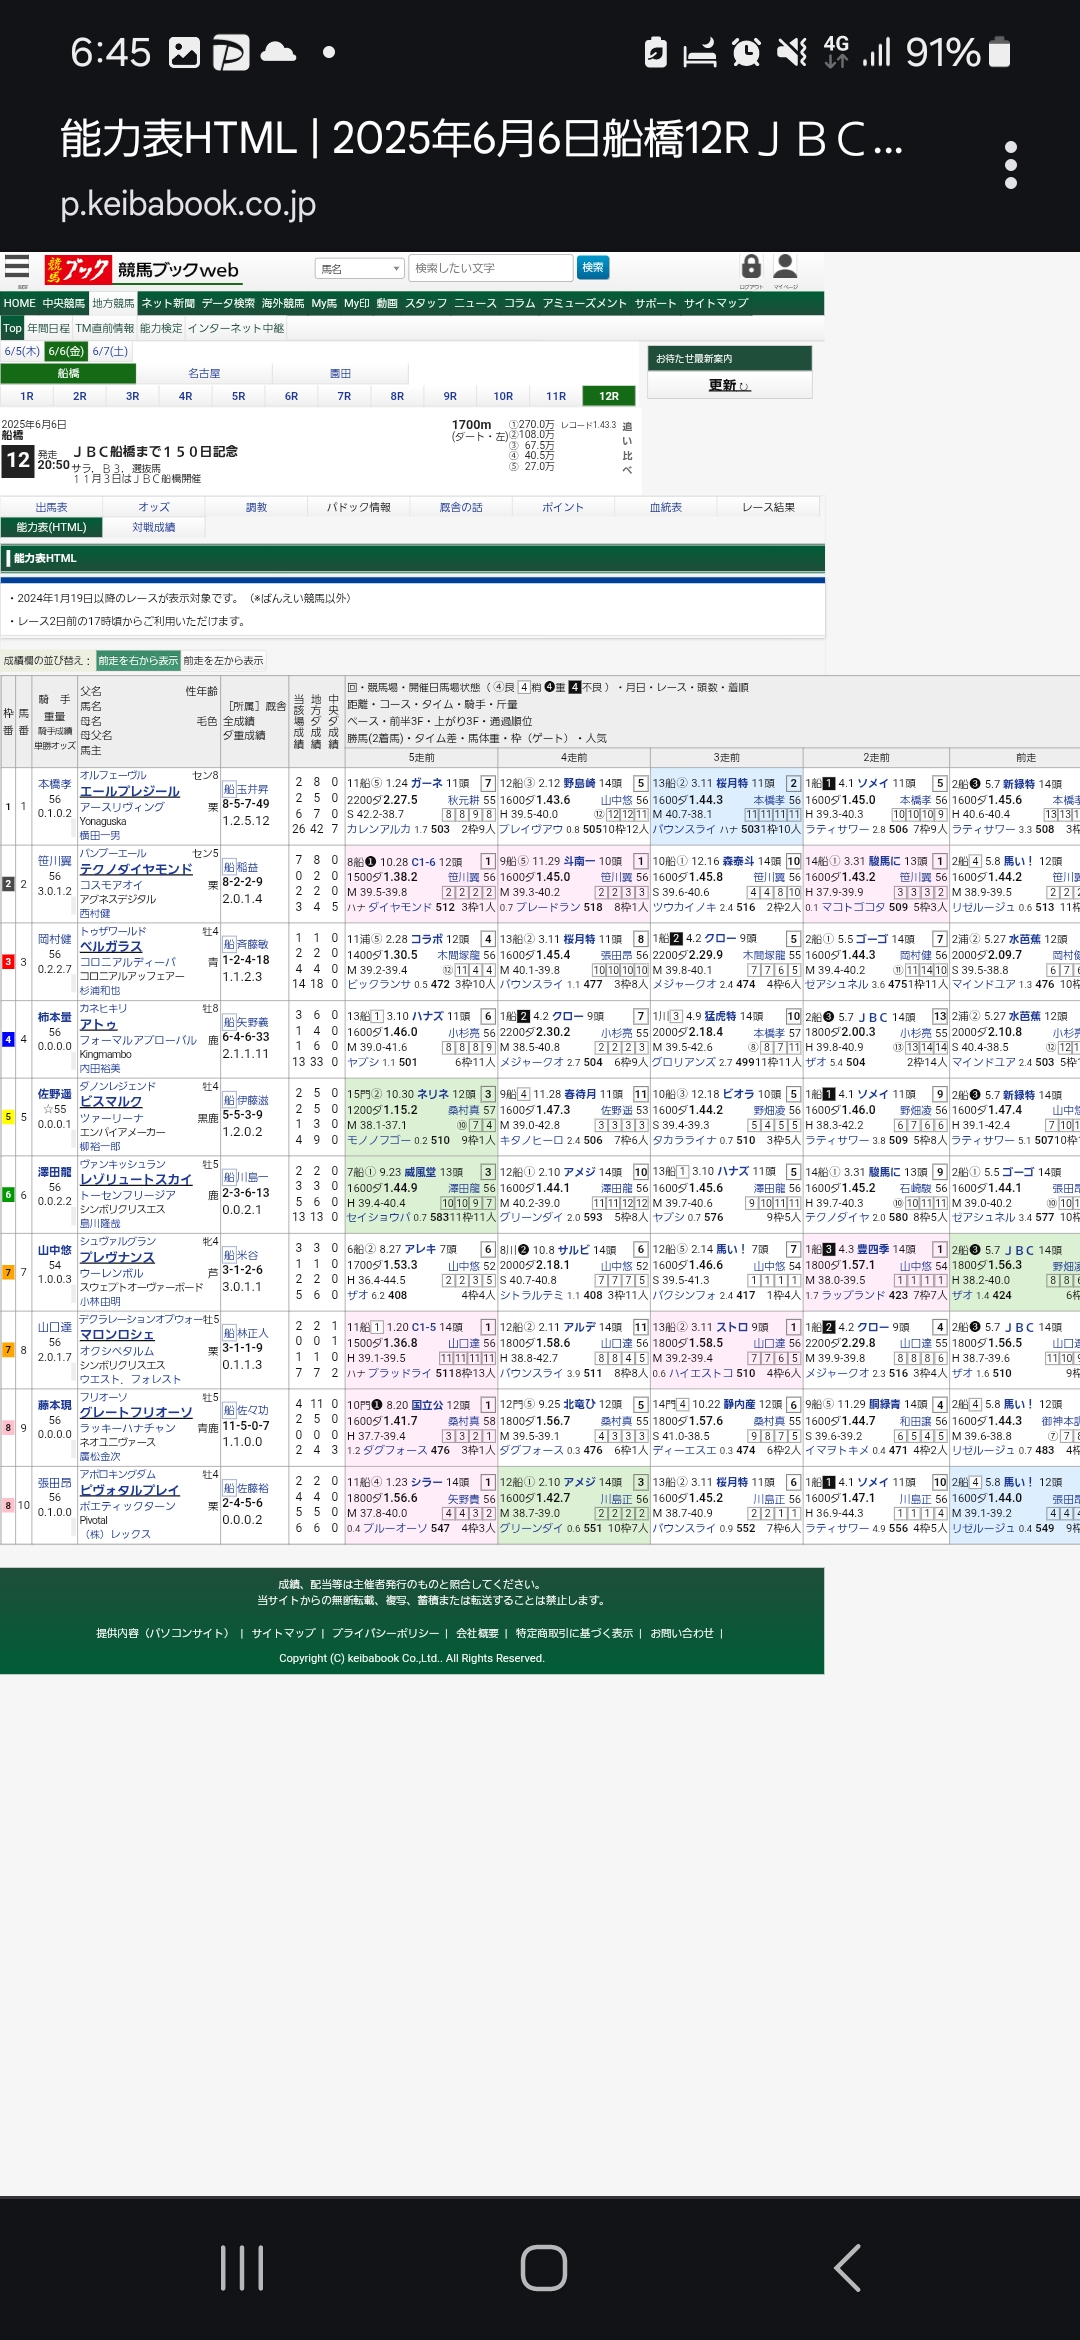 6:45
4G 91%
能力表HTML | 2025年6月6日船橋12RＪＢＣ...
p.keibabook.co.jp
競馬ブック 競馬ブックweb
馬名 検索したい文字 検索
HOME 中央競馬 地方競馬 ネット新聞 データ検索 海外競馬 My馬 My印 動画 スタッフ ニュース コラム アミューズメント サポート サイトマップ
Top 年間日程 TM直前情報 能力検定 インターネット中継
6/5(木) 6/6(金) 6/7(土)
お待たせ最新案内
船橋 名古屋 園田
更新
1R 2R 3R 4R 5R 6R 7R 8R 9R 10R 11R 12R
2025年6月6日
船橋
12 発走 20:50
ＪＢＣ船橋まで１５０日記念
サラ．Ｂ３．選抜馬
１１月３日はＪＢＣ船橋開催
1700m
(ダート・左)
①270.0万 レコード1.43.3
②108.0万
③ 67.5万
④ 40.5万
⑤ 27.0万
追い比べ
出馬表 オッズ 調教 パドック情報 厩舎の話 ポイント 血統表 レース結果
能力表(HTML) 対戦成績
能力表HTML
・2024年1月19日以降のレースが表示対象です。（※ばんえい競馬以外）
・レース2日前の17時頃からご利用いただけます。
成績欄の並び替え： 前走を右から表示 前走を左から表示
枠番 馬番 騎手 重量 騎手成績 単勝オッズ
父名 性年齢
馬名
母名 毛色
母父名
馬主
［所属］厩舎
全成績
ダ重成績
当該場成績 地方ダ成績 中央ダ成績
回・競馬場・開催日馬場状態（④良 4稍 ❹重 4不良）・月日・レース・頭数・着順
距離・コース・タイム・騎手・斤量
ペース・前半3F・上がり3F・通過順位
勝馬(2着馬)・タイム差・馬体重・枠（ゲート）・人気
5走前 4走前 3走前 2走前 前走
1 1 本橋孝 56 0.1.0.2
オルフェーヴル セン8
エールプレジール
アースリヴィング 栗
Yonaguska
横田一男
船玉井昇
8-5-7-49
1.2.5.12
2 8 0
2 5 0
6 7 0
26 42 7
11船⑤ 1.24 ガーネ 11頭 7
2200ダ2.27.5 秋元耕 55
S 42.2-38.7 8 8 9 8
カレンアルカ 1.7 503 2枠9人
12船③ 2.12 野島崎 14頭 5
1600ダ1.43.6 山中悠 56
H 39.5-40.0 ⑫ 12 12 11
ブレイヴアウ 0.8 505 10枠12人
13船② 3.11 桜月特 11頭 2
1600ダ1.44.3 本橋孝 56
M 40.7-38.1 11 11 11 11
バウンスライ ハナ 503 1枠10人
1船1 4.1 ソメイ 11頭 5
1600ダ1.45.0 本橋孝 56
H 39.3-40.3 10 10 10 9
ラティサワー 2.8 506 7枠9人
2船❸ 5.7 新緑特 14頭
1600ダ1.45.6 本橋
H 40.6-40.4 13 13 1
ラティサワー 3.3 508 3枠
2 2 笹川翼 56 3.0.1.2
バンブーエール セン5
テクノダイヤモンド
コスモアオイ 栗
アグネスデジタル
西村健
船稲益
8-2-2-9
2.0.1.4
7 8 0
0 2 0
2 2 0
3 4 5
8船❶ 10.28 C1-6 12頭 1
1500ダ1.38.2 笹川翼 56
M 39.5-39.8 2 2 2 2
ハナ ダイヤモンド 512 3枠1人
9船⑤ 11.29 斗南一 10頭 1
1600ダ1.45.0 笹川翼 56
M 39.3-40.2 2 2 3 3
0.7 ブレードラン 518 8枠1人
10船① 12.16 森泰斗 14頭 10
1600ダ1.45.8 笹川翼 56
S 39.6-40.6 4 4 8 10
ツウカイノキ 2.4 516 2枠2人
14船① 3.31 駿馬に 13頭 1
1600ダ1.43.2 笹川翼 56
H 37.9-39.9 3 3 3 2
0.1 マコトゴコタ 509 5枠3人
2船4 5.8 馬い！ 12頭
1600ダ1.44.2 笹川
M 38.9-39.5 2 2 2
リゼルージュ 0.6 513 11枠
3 3 岡村健 56 0.2.2.7
トゥザワールド 牡4
ベルガラス
コロニアルディーバ 青
コロニアルアッフェアー
杉浦和也
船斉藤敏
1-2-4-18
1.1.2.3
1 1 0
2 2 0
4 4 0
14 18 0
11浦⑤ 2.28 コラボ 12頭 4
1400ダ1.30.5 木間塚龍 56
M 39.2-39.4 ⑫ 11 4 4
ビックランサ 0.5 472 3枠10人
13船② 3.11 桜月特 11頭 8
1600ダ1.45.4 張田昂 56
M 40.1-39.8 10 10 10 10
バウンスライ 1.1 477 3枠8人
1船2 4.2 クロー 9頭 5
2200ダ2.29.9 木間塚龍 55
M 39.8-40.1 7 7 6 5
メジャークオ 2.4 474 4枠6人
2船① 5.5 ゴーゴ 14頭 7
1600ダ1.44.3 岡村健 56
M 39.4-40.2 ⑪ 11 14 10
ゼアシュネル 3.6 475 1枠11人
2浦② 5.27 水芭蕉 12頭
2000ダ2.09.7 岡村
S 39.5-38.8 6 7 6
マインドユア 1.3 476 10枠
4 4 柿本量 56 0.0.0.0
カネヒキリ 牡8
アトゥ
フォーマルアプローバル 鹿
Kingmambo
内田裕美
船矢野義
6-4-6-33
2.1.1.11
3 6 0
1 4 0
1 6 0
13 33 0
13船1 3.10 ハナズ 11頭 6
1600ダ1.46.0 小杉亮 56
M 39.0-41.6 8 8 8 9
ヤブシ 1.1 501 6枠11人
1船2 4.2 クロー 9頭 7
2200ダ2.30.2 小杉亮 55
M 38.5-40.8 2 2 2 3
メジャークオ 2.7 504 6枠9人
1川3 4.9 猛虎特 14頭 10
2000ダ2.18.4 本橋孝 57
M 39.5-42.6 ⑧ 8 7 11
グロリアンズ 2.7 499 11枠11人
2船❸ 5.7 ＪＢＣ 14頭 13
1800ダ2.00.3 小杉亮 55
H 39.8-40.9 ⑬ 13 14 14
ザオ 5.4 504 2枠14人
2浦② 5.27 水芭蕉 12頭
2000ダ2.10.8 小杉
S 40.4-38.5 ⑫ 12 1
マインドユア 2.4 503 5枠1
5 5 佐野遥 ☆55 0.0.0.1
ダノンレジェンド 牡4
ビスマルク
ツァーリーナ 黒鹿
エンパイアメーカー
柳裕一郎
船伊藤滋
5-5-3-9
1.2.0.2
2 5 0
2 5 0
1 3 0
4 9 0
15門② 10.30 ネリネ 12頭 3
1200ダ1.15.2 桑村真 57
M 38.1-37.1 ⑩ 7 4
モノノフゴー 0.2 510 9枠1人
9船4 11.28 春待月 11頭 11
1600ダ1.47.3 佐野遥 53
M 39.0-42.8 3 3 3 3
キタノヒーロ 2.4 506 7枠6人
10船③ 12.18 ビオラ 10頭 5
1600ダ1.44.2 野畑凌 56
S 39.4-39.3 5 4 5 5
タカラライナ 0.7 510 3枠5人
1船1 4.1 ソメイ 11頭 9
1600ダ1.46.0 野畑凌 56
H 38.3-42.2 6 7 6 6
ラティサワー 3.8 509 5枠8人
2船❸ 5.7 新緑特 14頭
1600ダ1.47.4 山中
H 39.1-42.4 7 10 1
ラティサワー 5.1 507 10枠
6 6 澤田龍 56 0.0.2.2
ヴァンキッシュラン 牡5
レゾリュートスカイ
トーセンフリージア 鹿
シンボリクリスエス
島川隆哉
船川島一
2-3-6-13
0.0.2.1
2 2 0
3 3 0
5 6 0
13 13 0
7船① 9.23 威風堂 13頭 3
1600ダ1.44.9 澤田龍 56
H 39.4-40.4 10 10 9 7
セイショウパ 0.7 583 11枠11人
12船① 2.10 アメジ 14頭 10
1600ダ1.44.1 澤田龍 56
M 40.2-39.0 11 11 12 12
グリーンダイ 2.0 593 5枠8人
13船1 3.10 ハナズ 11頭 5
1600ダ1.45.6 澤田龍 56
M 39.7-40.6 9 10 11 11
ヤブシ 0.7 576 9枠5人
14船① 3.31 駿馬に 13頭 9
1600ダ1.45.2 石崎駿 56
H 39.7-40.3 ⑩ 10 11 11
テクノダイヤ 2.0 580 8枠5人
2船① 5.5 ゴーゴ 14頭
1600ダ1.44.1 張田
M 39.0-40.2 ⑩ 10 1
ゼアシュネル 3.4 577 10枠
7 7 山中悠 54 1.0.0.3
シュヴァルグラン 牝4
プレヴナンス
ウーレンボル 芦
スウェプトオーヴァーボード
小林由明
船米谷
3-1-2-6
3.0.1.1
3 3 0
1 1 0
2 2 0
5 6 0
6船② 8.27 アレキ 7頭 6
1700ダ1.53.3 山中悠 52
H 36.4-44.5 2 2 3 5
ザオ 6.2 408 4枠4人
8川❷ 10.8 サルビ 14頭 6
2000ダ2.18.1 山中悠 52
S 40.7-40.8 7 7 7 5
シトラルテミ 1.1 408 3枠11人
12船⑤ 2.14 馬い！ 7頭 7
1600ダ1.46.6 山中悠 54
S 39.5-41.3 1 1 1 1
バクシンフォ 2.4 417 1枠4人
1船3 4.3 豊四季 14頭 1
1800ダ1.57.1 山中悠 54
M 38.0-39.5 1 1 1 1
1.7 ラップランド 423 7枠7人
2船❸ 5.7 ＪＢＣ 14頭
1800ダ1.56.3 野畑
H 38.2-40.0 8 8 6
ザオ 1.4 424 6枠
7 8 山口達 56 2.0.1.7
デクラレーションオブウォー牡5
マロンロシェ
オクシペタルム 栗
シンボリクリスエス
ウエスト．フォレスト
船林正人
3-1-1-9
0.1.1.3
2 2 1
0 0 1
1 1 0
7 7 2
11船1 1.20 C1-5 14頭 1
1500ダ1.36.8 山口達 56
H 39.1-39.5 11 11 11 11
ハナ ブラッドライ 511 8枠13人
12船② 2.11 アルデ 14頭 11
1800ダ1.58.6 山口達 56
H 38.8-42.7 8 8 4 5
バウンスライ 3.9 511 8枠8人
13船② 3.11 ストロ 9頭 1
1800ダ1.58.5 山口達 56
M 39.2-39.4 7 7 6 5
0.6 ハイエストコ 510 4枠6人
1船2 4.2 クロー 9頭 4
2200ダ2.29.8 山口達 55
M 39.9-39.8 8 8 8 6
メジャークオ 2.3 516 3枠4人
2船❸ 5.7 ＪＢＣ 14頭
1800ダ1.56.5 山口
H 38.7-39.6 11 10
ザオ 1.6 510 9枠
8 9 藤本現 56 0.0.0.0
フリオーソ 牡5
グレートフリオーソ
ラッキーハナチャン 青鹿
ネオユニヴァース
廣松金次
船佐々功
11-5-0-7
1.1.0.0
4 11 0
2 5 0
0 0 0
2 4 3
10門❶ 8.20 国立公 12頭 1
1600ダ1.41.7 桑村真 58
H 37.7-39.4 3 3 2 1
1.2 ダグフォース 476 3枠1人
12門⑤ 9.25 北竜ひ 12頭 5
1800ダ1.56.7 桑村真 55
M 39.5-39.1 4 3 3 3
ダグフォース 0.3 476 6枠1人
14門4 10.22 静内産 12頭 6
1800ダ1.57.6 桑村真 55
S 41.0-38.5 9 8 7 5
ディーエスエ 0.3 474 6枠2人
9船⑤ 11.29 胴緑青 14頭 4
1600ダ1.44.7 和田譲 56
S 39.6-39.2 6 5 4 5
イマヲトキメ 0.4 471 4枠2人
2船4 5.8 馬い！ 12頭
1600ダ1.44.3 御神本
M 39.6-38.8 ⑦ 7 8
リゼルージュ 0.7 483 4枠
8 10 張田昂 56 0.1.0.0
アポロキングダム 牡4
ピヴォタルプレイ
ポエティックターン 栗
Pivotal
（株）レックス
船佐藤裕
2-4-5-6
0.0.0.2
2 2 0
4 4 0
5 5 0
6 6 0
11船④ 1.23 シラー 14頭 1
1800ダ1.56.6 矢野貴 56
M 37.8-40.0 4 4 3 2
0.4 ブルーオーソ 547 4枠3人
12船① 2.10 アメジ 14頭 3
1600ダ1.42.7 川島正 56
M 38.7-39.0 2 2 2 2
グリーンダイ 0.6 551 10枠7人
13船② 3.11 桜月特 11頭 6
1600ダ1.45.2 川島正 56
M 38.7-40.9 2 2 1 1
バウンスライ 0.9 552 7枠6人
1船1 4.1 ソメイ 11頭 10
1600ダ1.47.1 川島正 56
H 36.9-44.3 1 1 1 4
ラティサワー 4.9 556 4枠5人
2船4 5.8 馬い！ 12頭
1600ダ1.44.0 張田
M 39.1-39.2 4 4
リゼルージュ 0.4 549 9枠
成績、配当等は主催者発行のものと照合してください。
当サイトからの無断転載、複写、蓄積または転送することは禁止します。
提供内容（パソコンサイト） | サイトマップ | プライバシーポリシー | 会社概要 | 特定商取引に基づく表示 | お問い合わせ |
Copyright (C) keibabook Co.,Ltd.. All Rights Reserved.